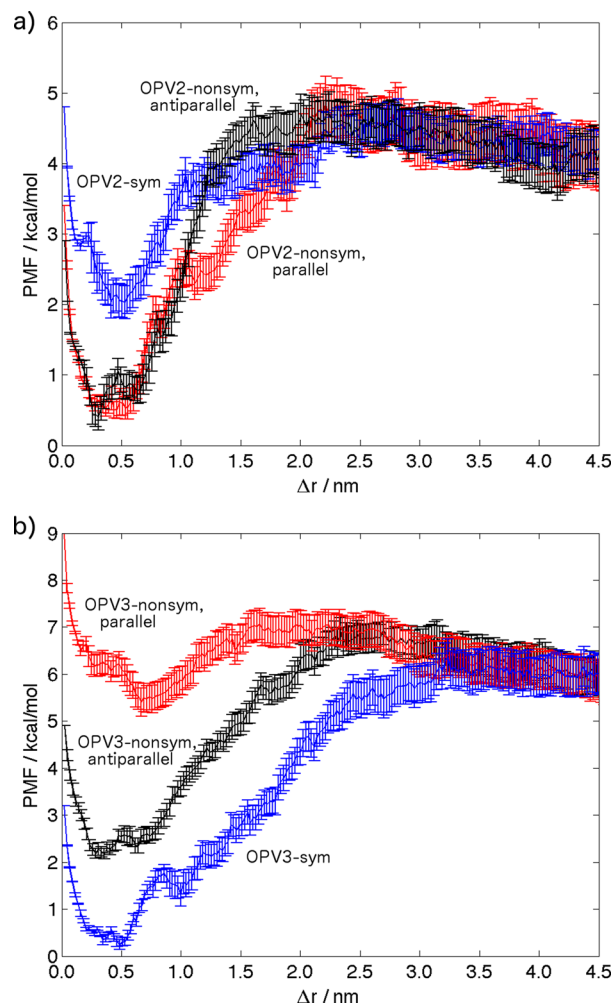 a)
6
5
4
3
2
1
0
PMF / kcal/mol
OPV2-nonsym,
antiparallel
OPV2-sym
OPV2-nonsym,
parallel
0.0 0.5 1.0 1.5 2.0 2.5 3.0 3.5 4.0 4.5
Δr / nm
b)
9
8
7
6
5
4
3
2
1
0
PMF / kcal/mol
OPV3-nonsym,
parallel
OPV3-nonsym,
antiparallel
OPV3-sym
0.0 0.5 1.0 1.5 2.0 2.5 3.0 3.5 4.0 4.5
Δr / nm